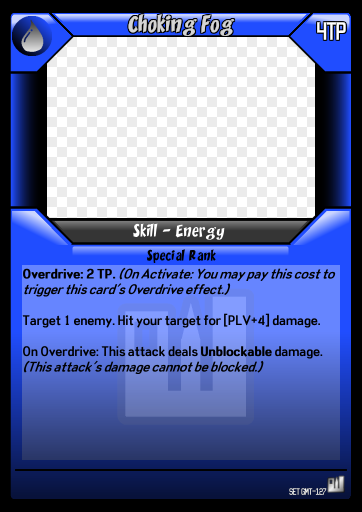 Choking Fog
4TP
Skill - Energy
Special Rank
Overdrive: 2 TP. (On Activate: You may pay this cost to
trigger this card's Overdrive effect.)
Target 1 enemy. Hit your target for [PLV+4] damage.
On Overdrive: This attack deals Unblockable damage.
(This attack's damage cannot be blocked.)
SET GMT-127